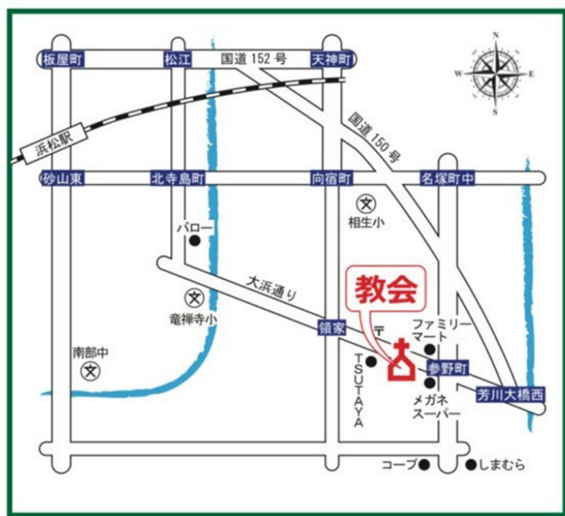 板屋町
松江
国道152号
天神町
N
W
E
S
浜松駅
国道150号
砂山東
北寺島町
向宿町
名塚町中
相生小
バロー
大浜通り
教会
竜禅寺小
領家
〒
ファミリー
マート
南部中
TSUTAYA
参野町
メガネ
スーパー
芳川大橋西
コープ
しまむら